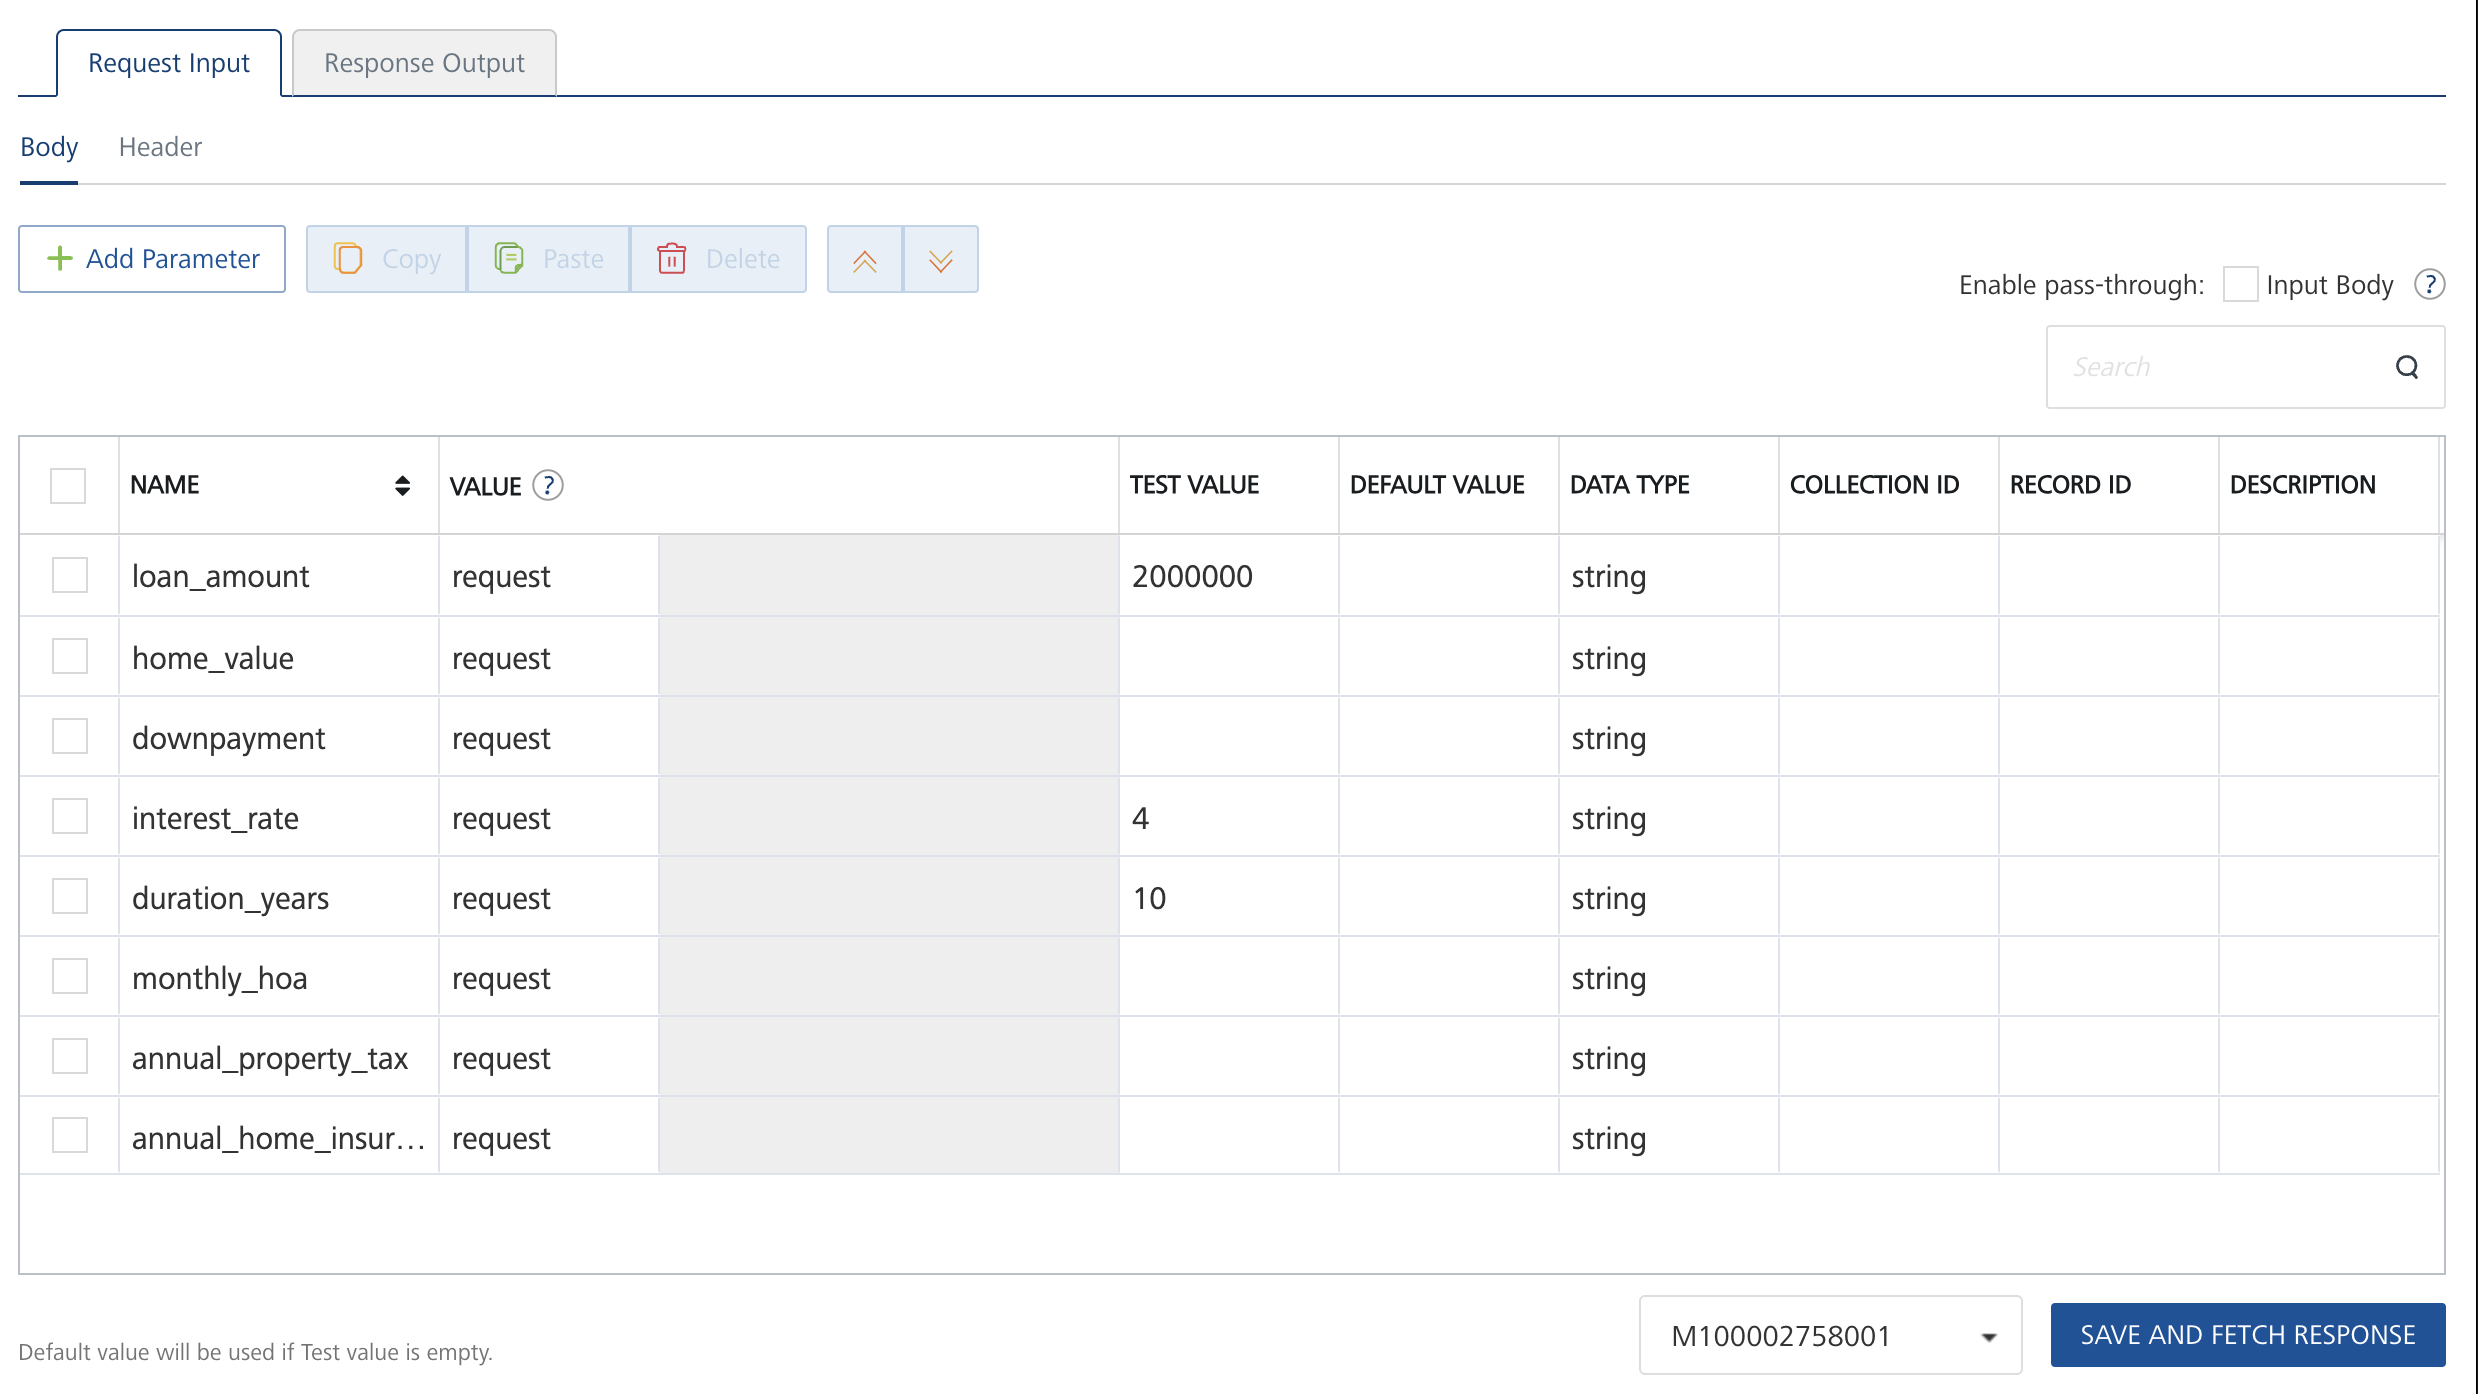 Request Input Response Output
Body Header
Add Parameter Copy Paste Delete
Enable pass-through: Input Body ?
Search
NAME VALUE ? TEST VALUE DEFAULT VALUE DATA TYPE COLLECTION ID RECORD ID DESCRIPTION
loan_amount request 2000000 string
home_value request string
downpayment request string
interest_rate request 4 string
duration_years request 10 string
monthly_hoa request string
annual_property_tax request string
annual_home_insur... request string
M100002758001 SAVE AND FETCH RESPONSE
Default value will be used if Test value is empty.